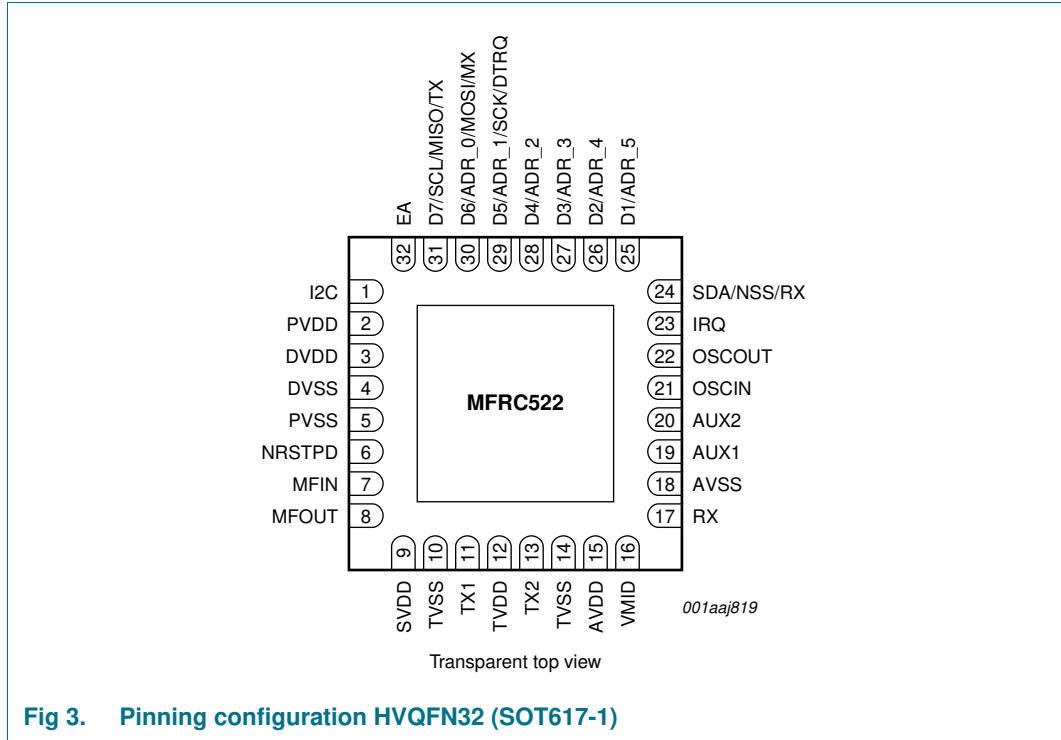 EA
D7/SCL/MISO/TX
D6/ADR_0/MOSI/MX
D5/ADR_1/SCK/DTRQ
D4/ADR_2
D3/ADR_3
D2/ADR_4
D1/ADR_5
32
31
30
29
28
27
26
25
I2C 1
PVDD 2
DVDD 3
DVSS 4
PVSS 5
NRSTPD 6
MFIN 7
MFOUT 8
MFRC522
24 SDA/NSS/RX
23 IRQ
22 OSCOUT
21 OSCIN
20 AUX2
19 AUX1
18 AVSS
17 RX
9
10
11
12
13
14
15
16
SVDD
TVSS
TX1
TVDD
TX2
TVSS
AVDD
VMID
001aaj819
Transparent top view
Fig 3. Pinning configuration HVQFN32 (SOT617-1)